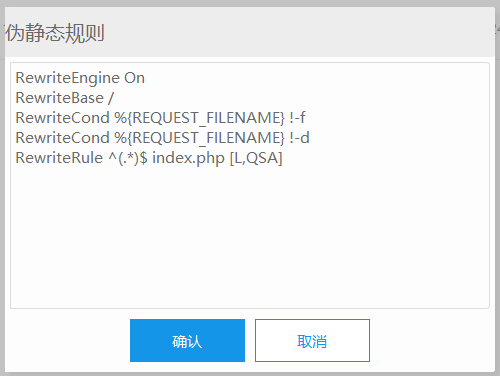 伪静态规则
RewriteEngine On
RewriteBase /
RewriteCond %{REQUEST_FILENAME} !-f
RewriteCond %{REQUEST_FILENAME} !-d
RewriteRule ^(.*)$ index.php [L,QSA]
确认
取消